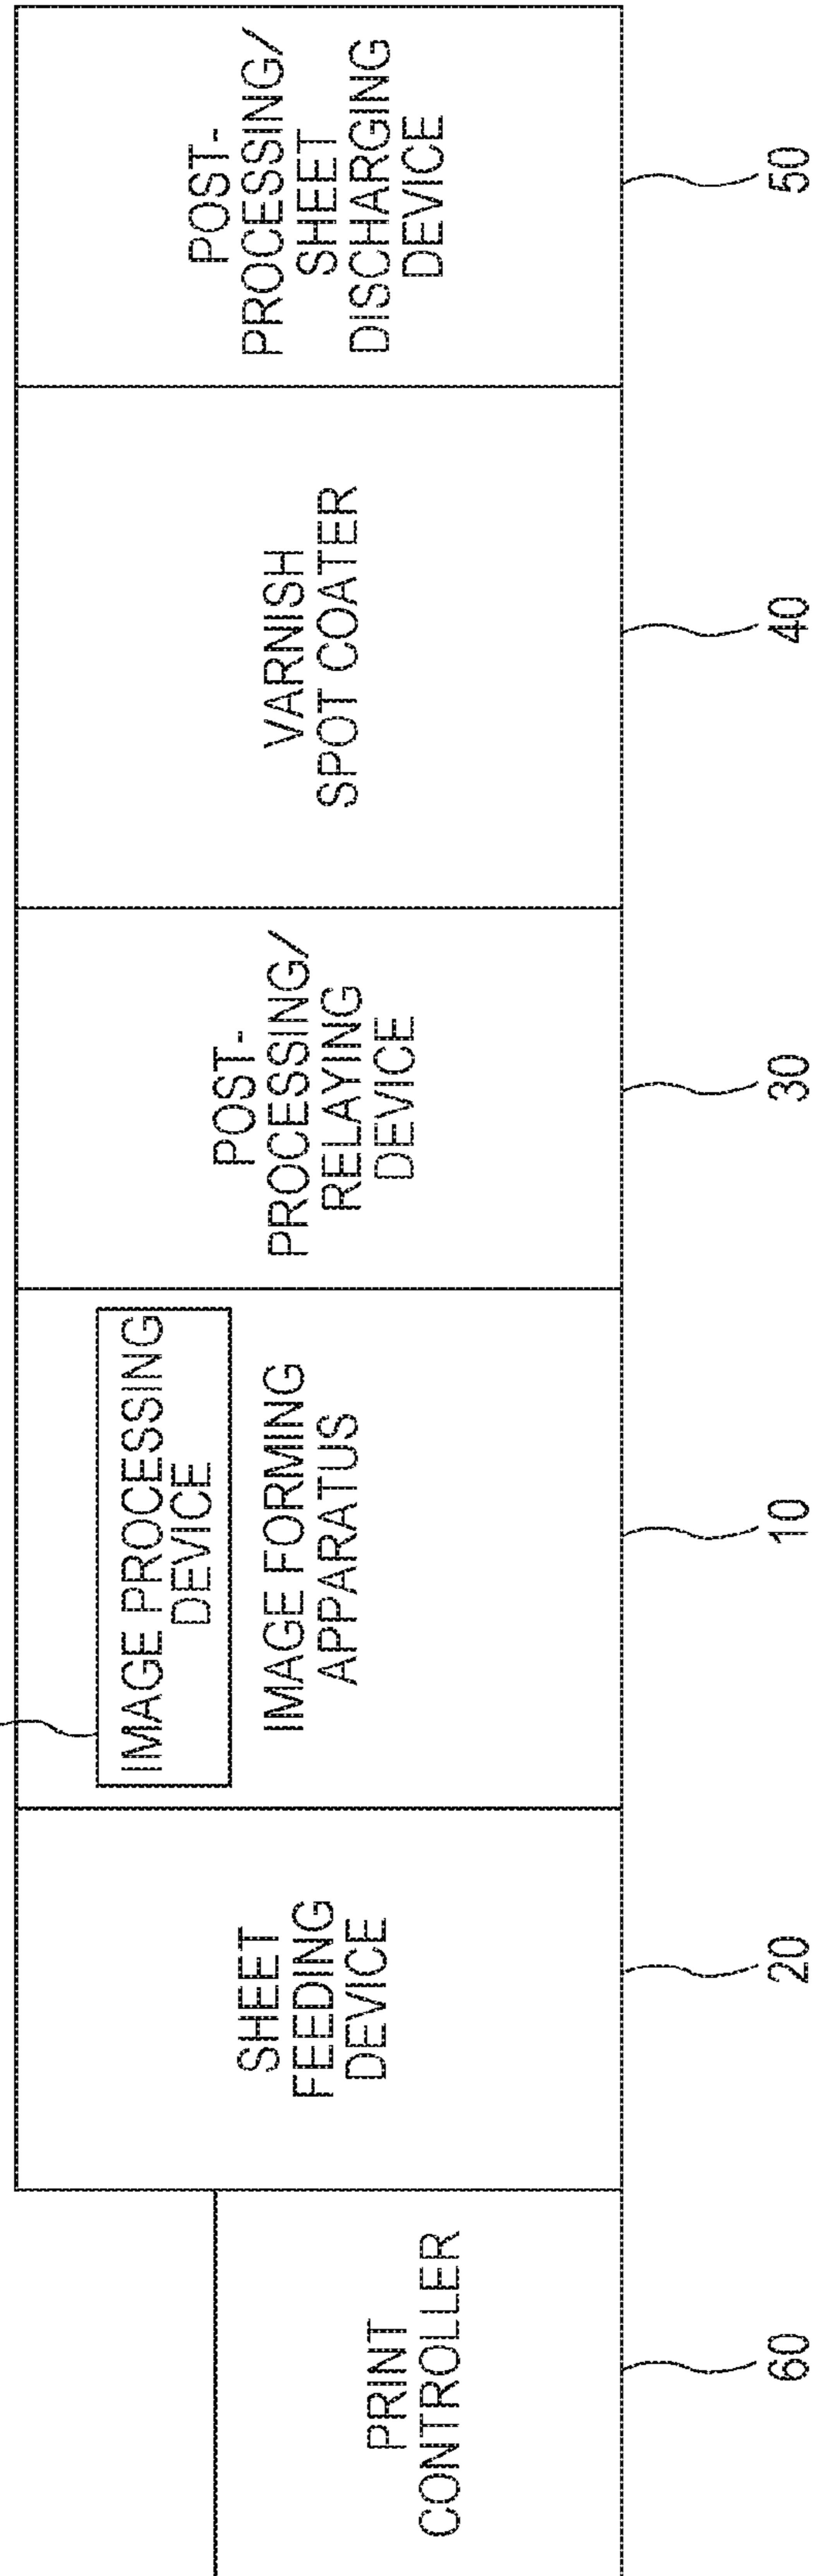 PRINT
CONTROLLER
60
SHEET
FEEDING
DEVICE
20
IMAGE PROCESSING
DEVICE
IMAGE FORMING
APPARATUS
10
POST-
PROCESSING/
RELAYING
DEVICE
30
VARNISH
SPOT COATER
40
POST-
PROCESSING/
SHEET
DISCHARGING
DEVICE
50